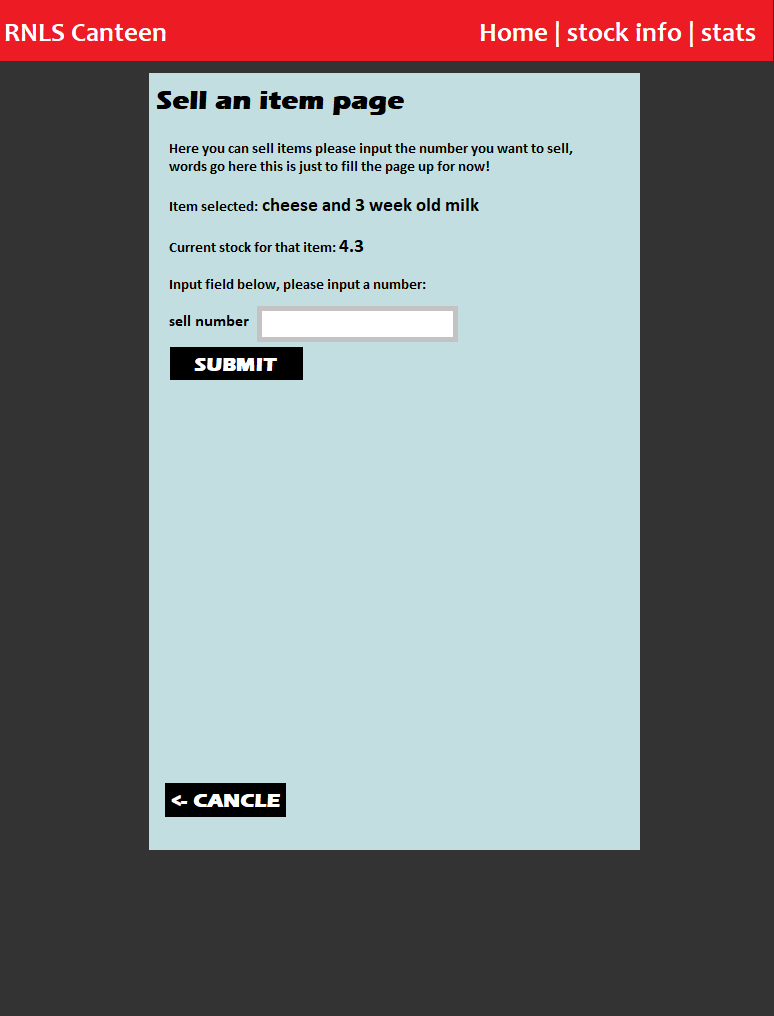 RNLS Canteen
Home | stock info | stats
Sell an item page
Here you can sell items please input the number you want to sell,
words go here this is just to fill the page up for now!
Item selected: cheese and 3 week old milk
Current stock for that item: 4.3
Input field below, please input a number:
sell number
SUBMIT
<- CANCLE